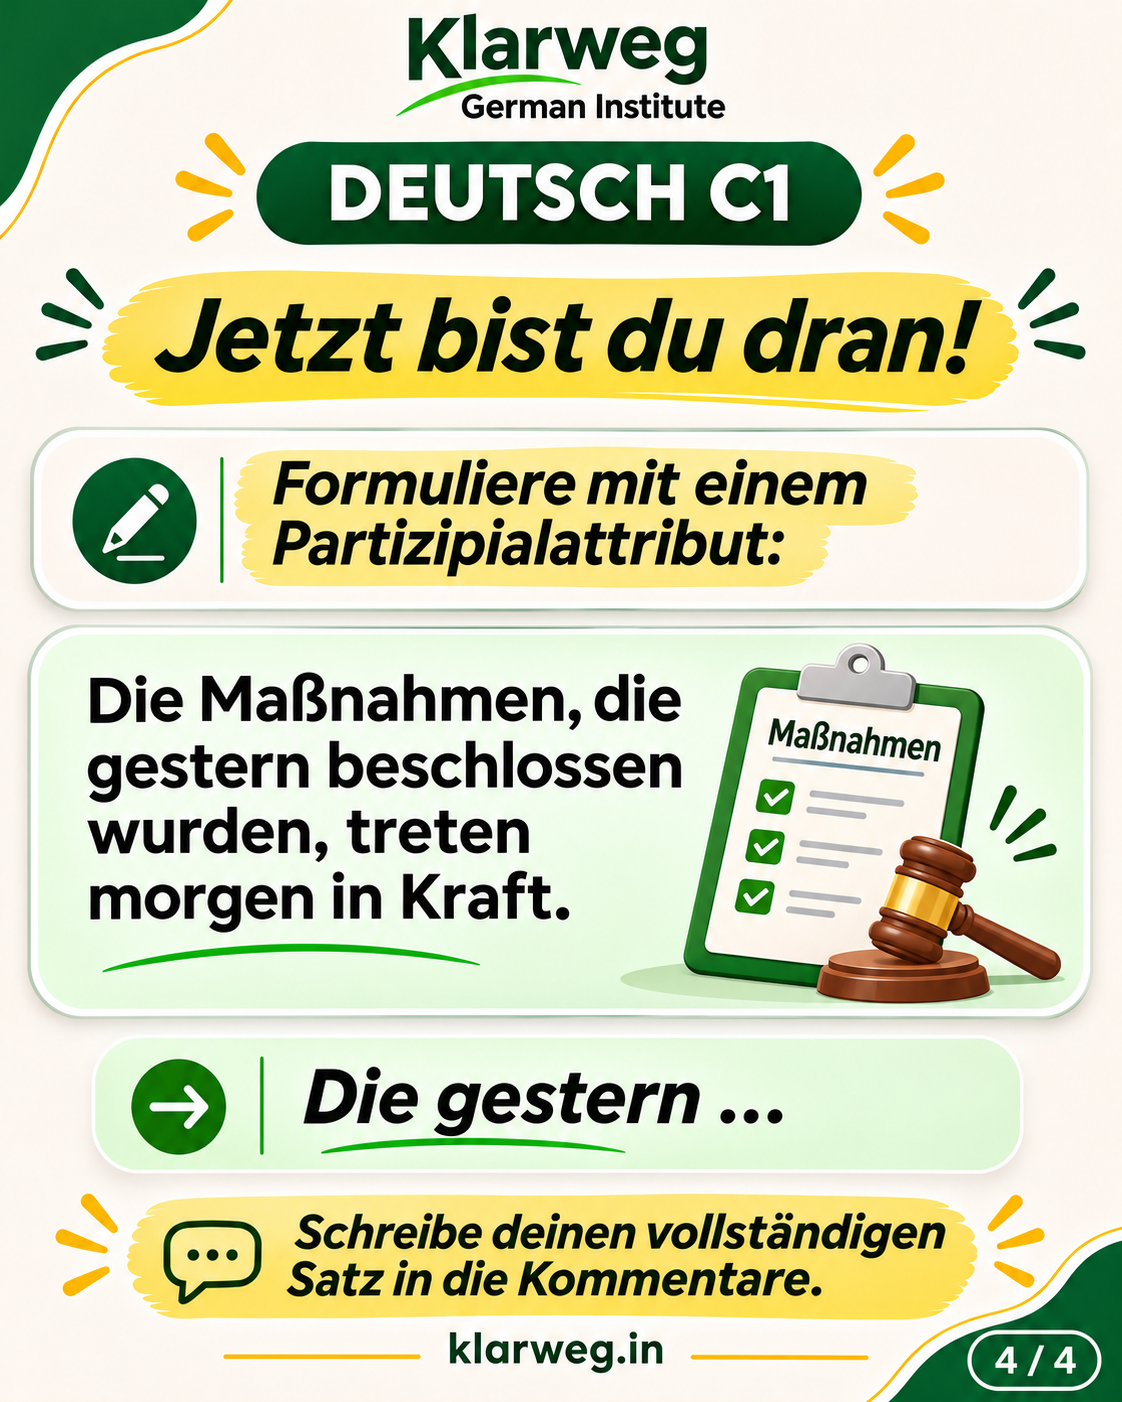 Klarweg
German Institute
DEUTSCH C1
Jetzt bist du dran!
Formuliere mit einem
Partizipialattribut:
Die Maßnahmen, die
gestern beschlossen
wurden, treten
morgen in Kraft.
Maßnahmen
Die gestern ...
Schreibe deinen vollständigen
Satz in die Kommentare.
klarweg.in
4 / 4